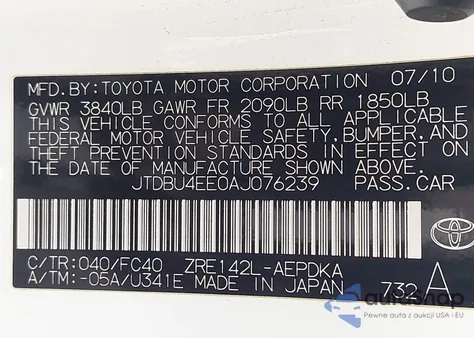 MFD.BY:TOYOTA MOTOR CORPORATION 07/10
GVWR 3840LB GAWR FR 2090LB RR 1850LB
THIS VEHICLE CONFORMS TO ALL APPLICABLE
FEDERAL MOTOR VEHICLE SAFETY, BUMPER, AND
THEFT PREVENTION STANDARDS IN EFFECT ON
THE DATE OF MANUFACTURE SHOWN ABOVE.
JTDBU4EE0AJ076239 PASS.CAR
C/TR:040/FC40 ZRE142L-AEPDKA
A/TM:-05A/U341E MADE IN JAPAN 732 A
autaShop
Pewne auta z aukcji USA i EU